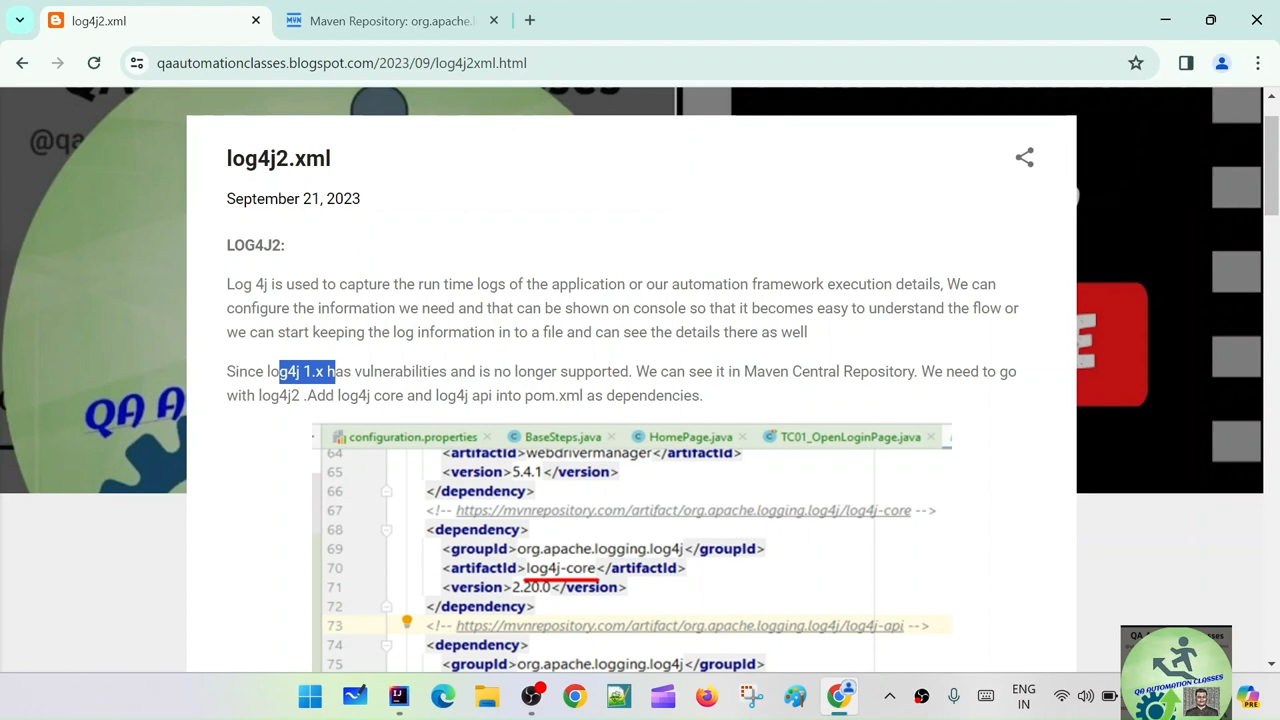 log4j2.xml
Maven Repository: org.apache.l
qaautomationclasses.blogspot.com/2023/09/log4j2xml.html
@qa
QA A
log4j2.xml
September 21, 2023
LOG4J2:
Log 4j is used to capture the run time logs of the application or our automation framework execution details, We can
configure the information we need and that can be shown on console so that it becomes easy to understand the flow or
we can start keeping the log information in to a file and can see the details there as well
Since log4j 1.x has vulnerabilities and is no longer supported. We can see it in Maven Central Repository. We need to go
with log4j2 .Add log4j core and log4j api into pom.xml as dependencies.
configuration.properties BaseSteps.java HomePage.java TC01_OpenLoginPage.java
64 <artifactId>webdrivermanager</artifactId>
65 <version>5.4.1</version>
66 </dependency>
67 <!-- https://mvnrepository.com/artifact/org.apache.logging.log4j/log4j-core -->
68 <dependency>
69 <groupId>org.apache.logging.log4j</groupId>
70 <artifactId>log4j-core</artifactId>
71 <version>2.20.0</version>
72 </dependency>
73 <!-- https://mvnrepository.com/artifact/org.apache.logging.log4j/log4j-api -->
74 <dependency>
75 <groupId>org.apache.logging.log4j</groupId>
ENG
IN
QA AUTOMATION CLASSES
PRE